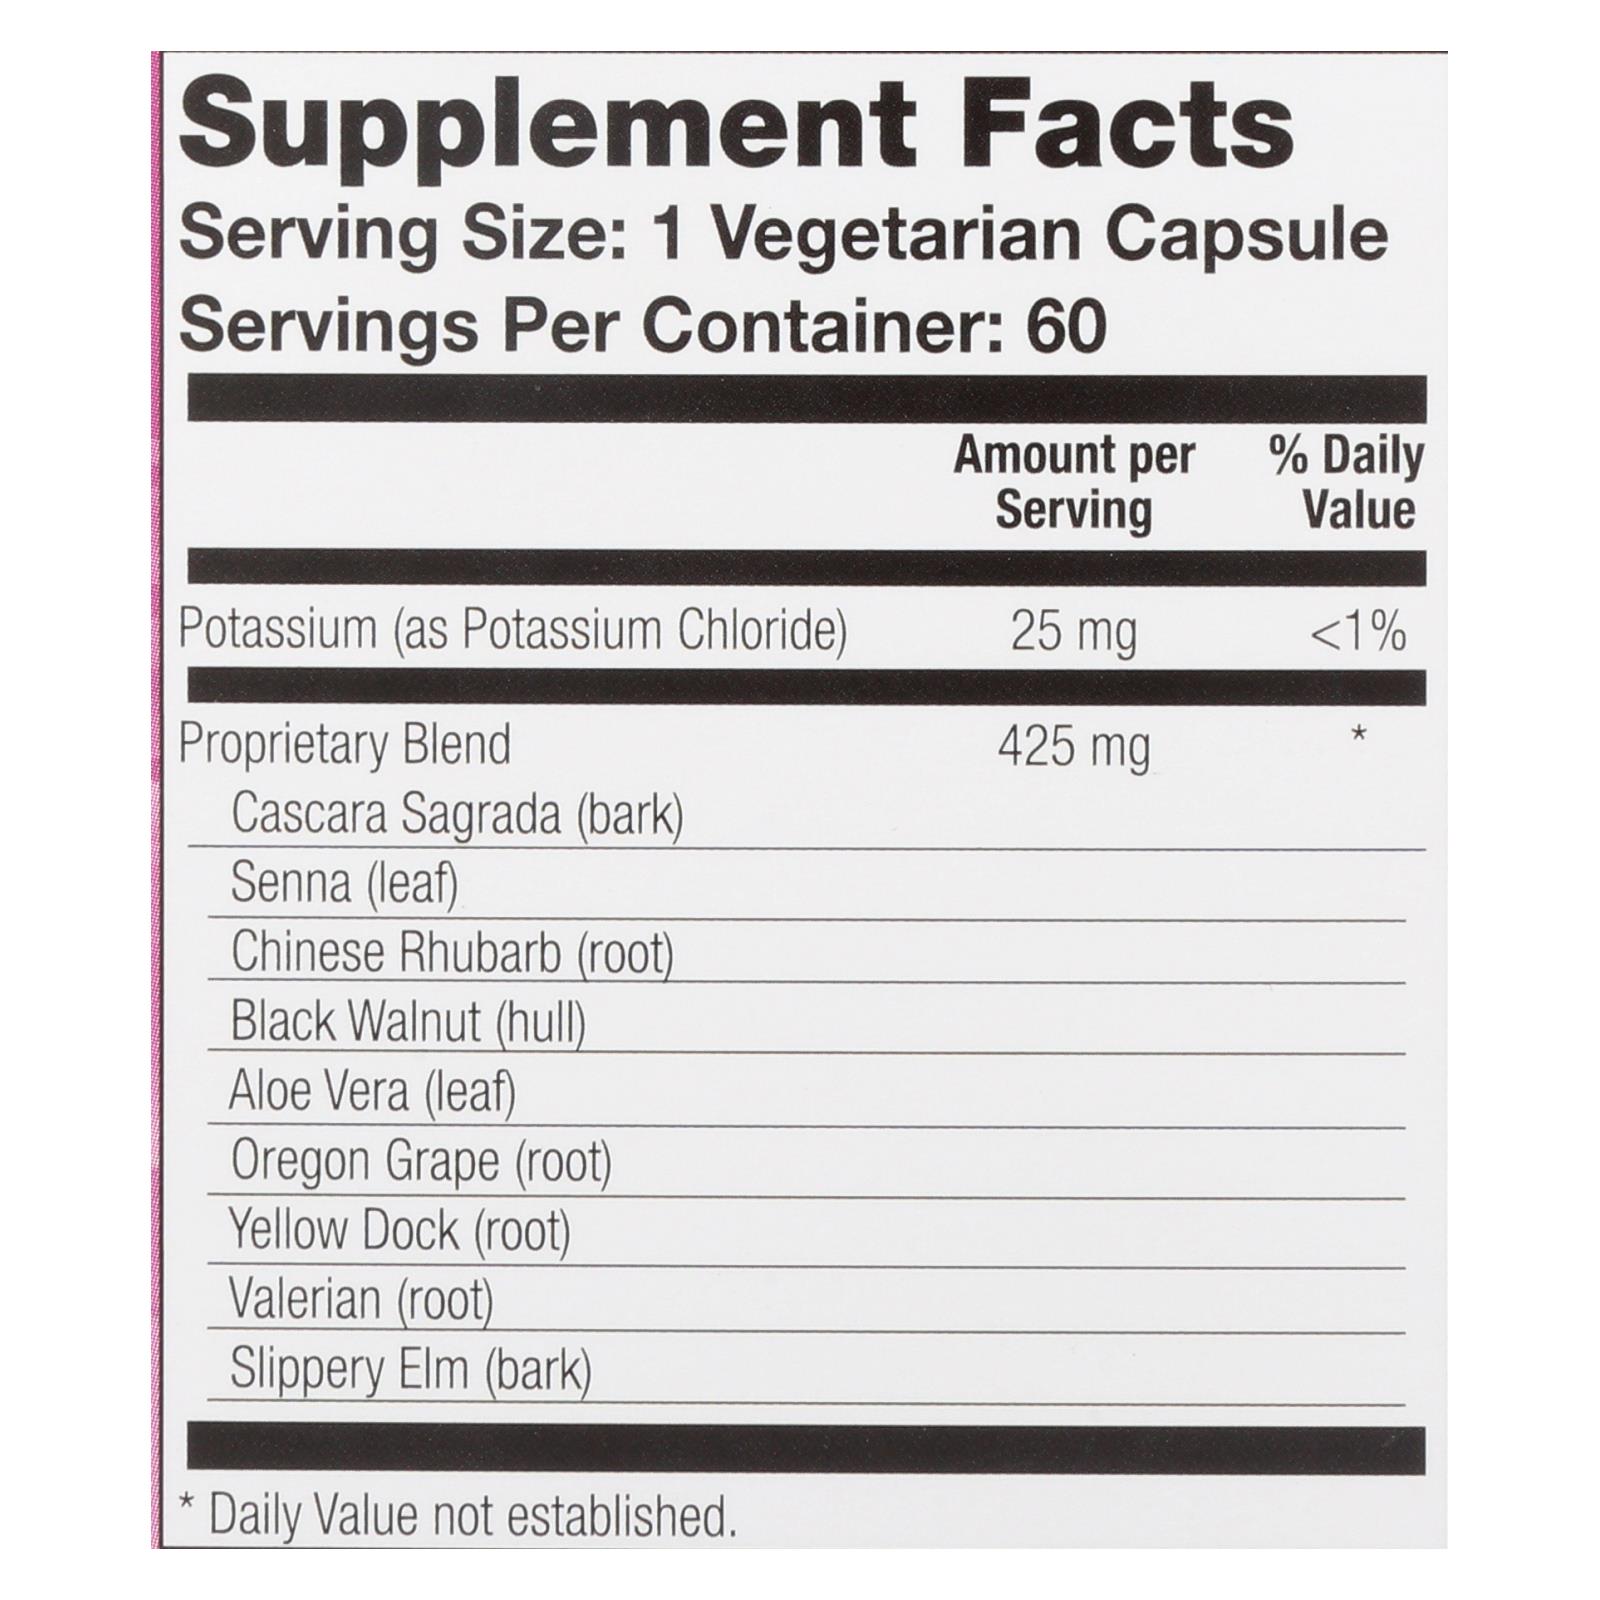 Supplement Facts
Serving Size: 1 Vegetarian Capsule
Servings Per Container: 60
Amount per % Daily
Serving Value
Potassium (as Potassium Chloride) 25 mg <1%
Proprietary Blend 425 mg *
Cascara Sagrada (bark)
Senna (leaf)
Chinese Rhubarb (root)
Black Walnut (hull)
Aloe Vera (leaf)
Oregon Grape (root)
Yellow Dock (root)
Valerian (root)
Slippery Elm (bark)
* Daily Value not established.